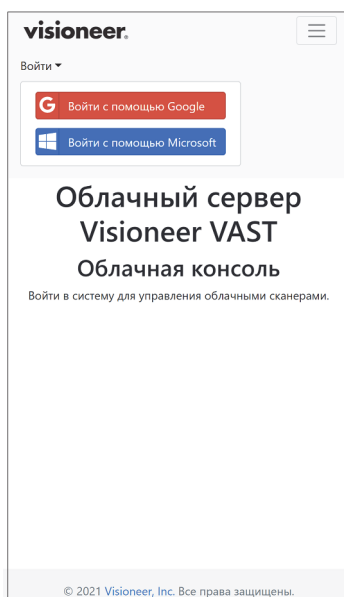 visioneer.
Войти
Войти с помощью Google
Войти с помощью Microsoft
Облачный сервер
Visioneer VAST
Облачная консоль
Войти в систему для управления облачными сканерами.
© 2021 Visioneer, Inc. Все права защищены.